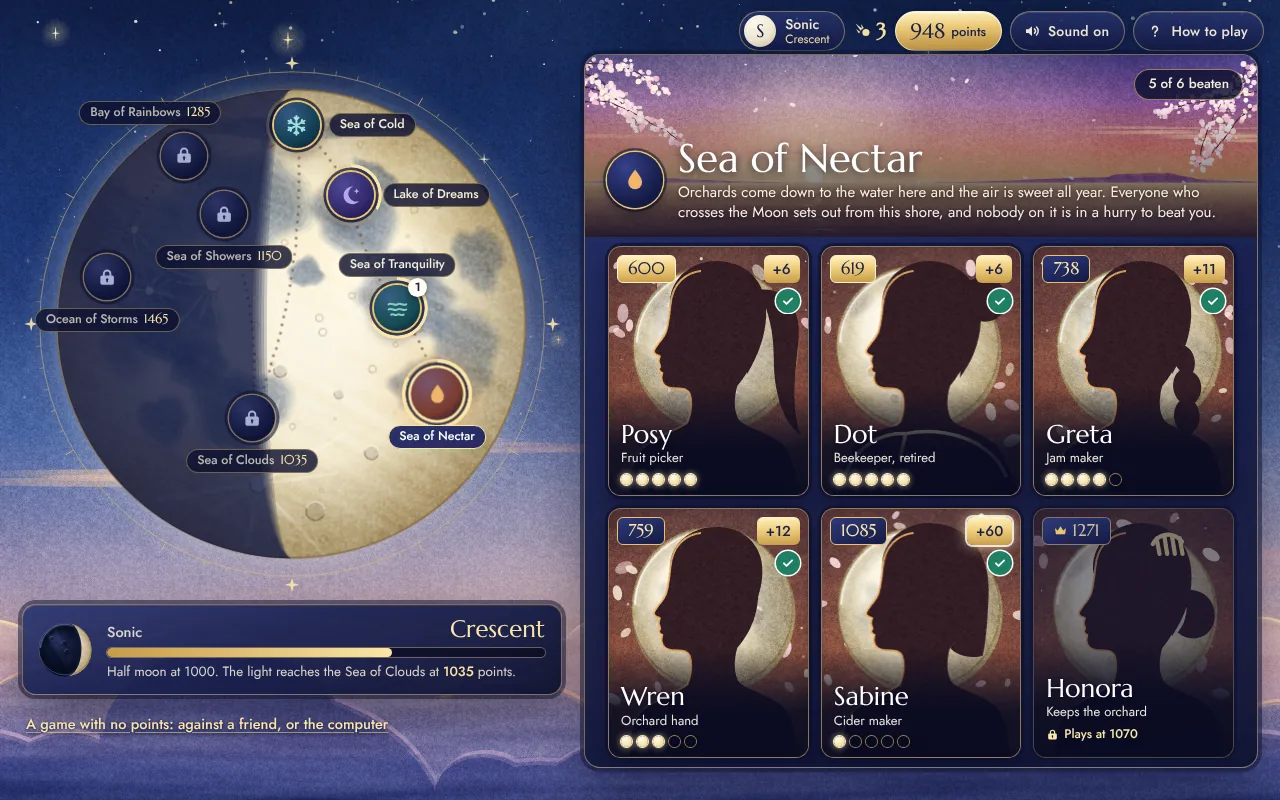 S
Sonic
Crescent
3
948 points
Sound on
? How to play
Bay of Rainbows 1285
Sea of Cold
Lake of Dreams
Sea of Showers 1150
Sea of Tranquility
1
Ocean of Storms 1465
Sea of Nectar
Sea of Clouds 1035
Sonic
Crescent
Half moon at 1000. The light reaches the Sea of Clouds at 1035 points.
A game with no points: against a friend, or the computer
5 of 6 beaten
Sea of Nectar
Orchards come down to the water here and the air is sweet all year. Everyone who
crosses the Moon sets out from this shore, and nobody on it is in a hurry to beat you.
600
+6
Posy
Fruit picker
619
+6
Dot
Beekeeper, retired
738
+11
Greta
Jam maker
759
+12
Wren
Orchard hand
1085
+60
Sabine
Cider maker
1271
Honora
Keeps the orchard
Plays at 1070